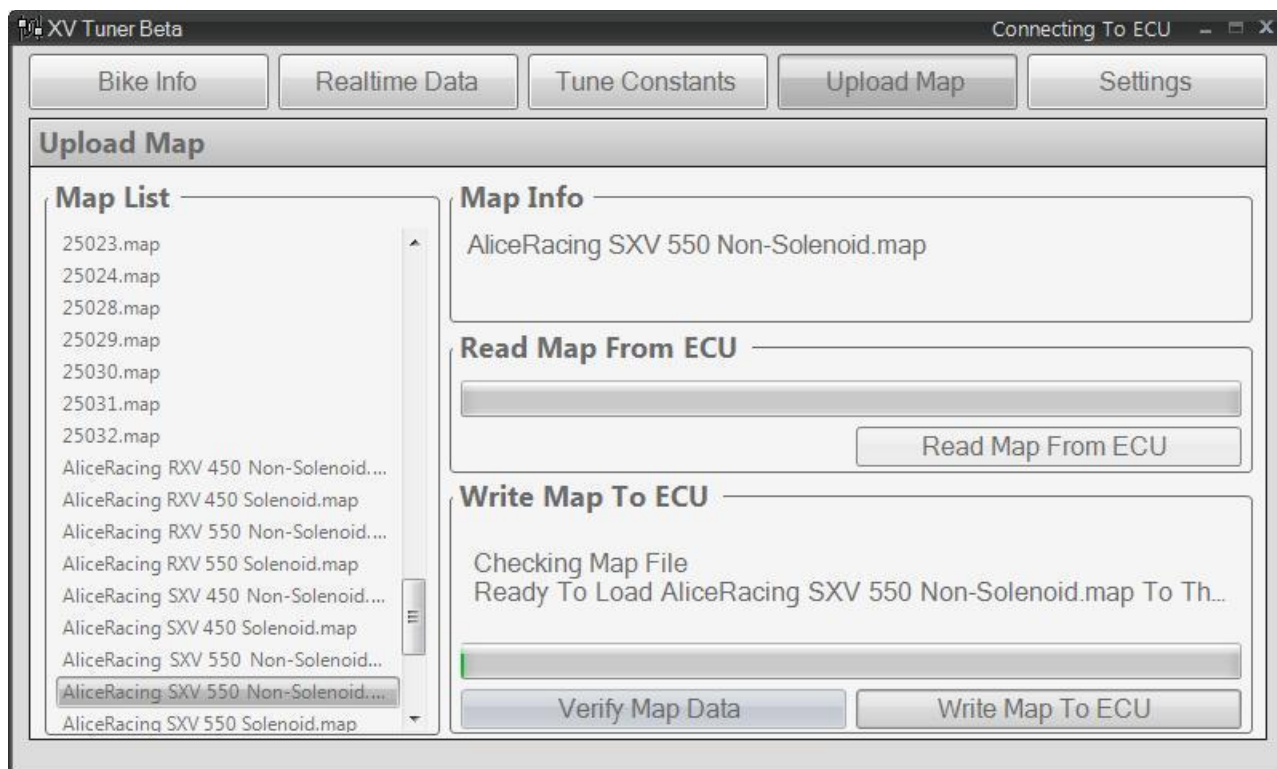 XV Tuner Beta
Connecting To ECU
Bike Info
Realtime Data
Tune Constants
Upload Map
Settings
Upload Map
Map List
25023.map
25024.map
25028.map
25029.map
25030.map
25031.map
25032.map
AliceRacing RXV 450 Non-Solenoid....
AliceRacing RXV 450 Solenoid.map
AliceRacing RXV 550 Non-Solenoid....
AliceRacing RXV 550 Solenoid.map
AliceRacing SXV 450 Non-Solenoid....
AliceRacing SXV 450 Solenoid.map
AliceRacing SXV 550 Non-Solenoid...
AliceRacing SXV 550 Non-Solenoid....
AliceRacing SXV 550 Solenoid.map
Map Info
AliceRacing SXV 550 Non-Solenoid.map
Read Map From ECU
Read Map From ECU
Write Map To ECU
Checking Map File
Ready To Load AliceRacing SXV 550 Non-Solenoid.map To Th...
Verify Map Data
Write Map To ECU